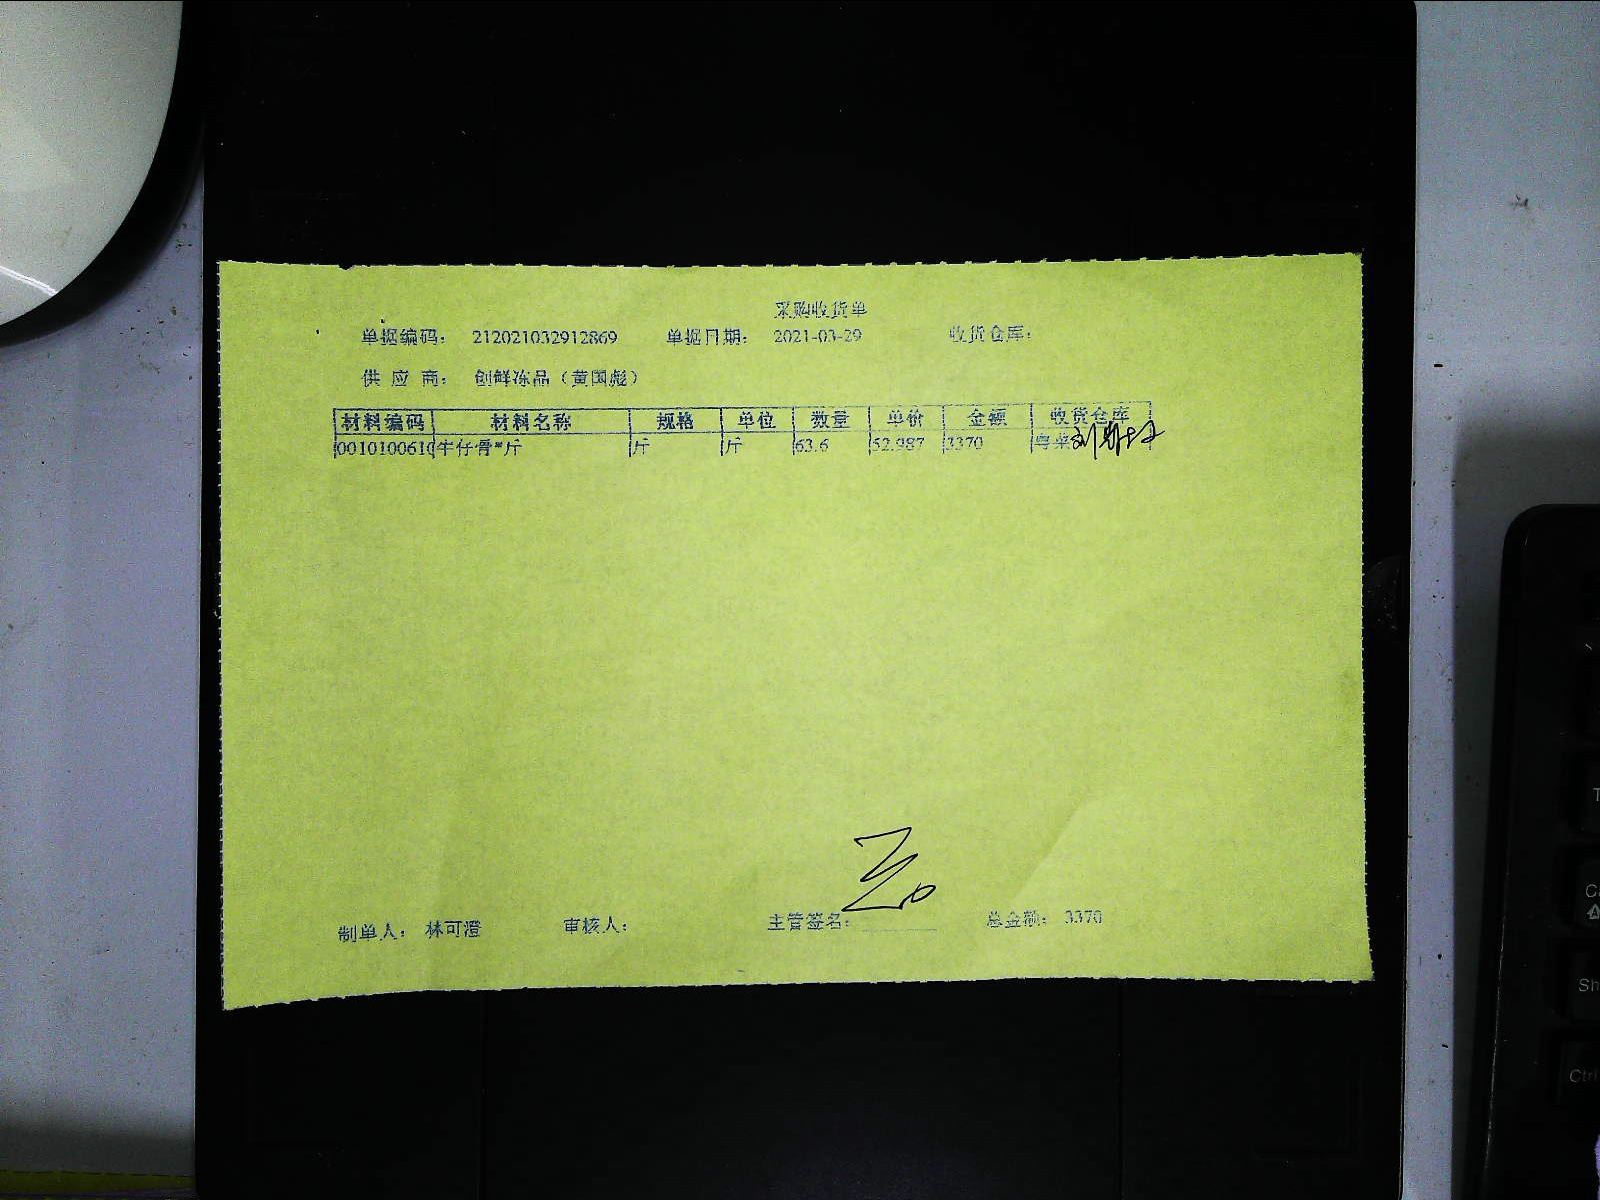 采购收货单
单据编码： 212021032912869 单据日期： 2021-03-29 收货仓库：
供 应 商： 创鲜冻品（黄国彪）
材料编码 材料名称 规格 单位 数量 单价 金额 收货仓库
0010100610 牛仔骨*斤 斤 斤 63.6 52.987 3370 粤菜
制单人： 林可澄 审核人： 主管签名： 总金额： 3370
Sh
Ctrl